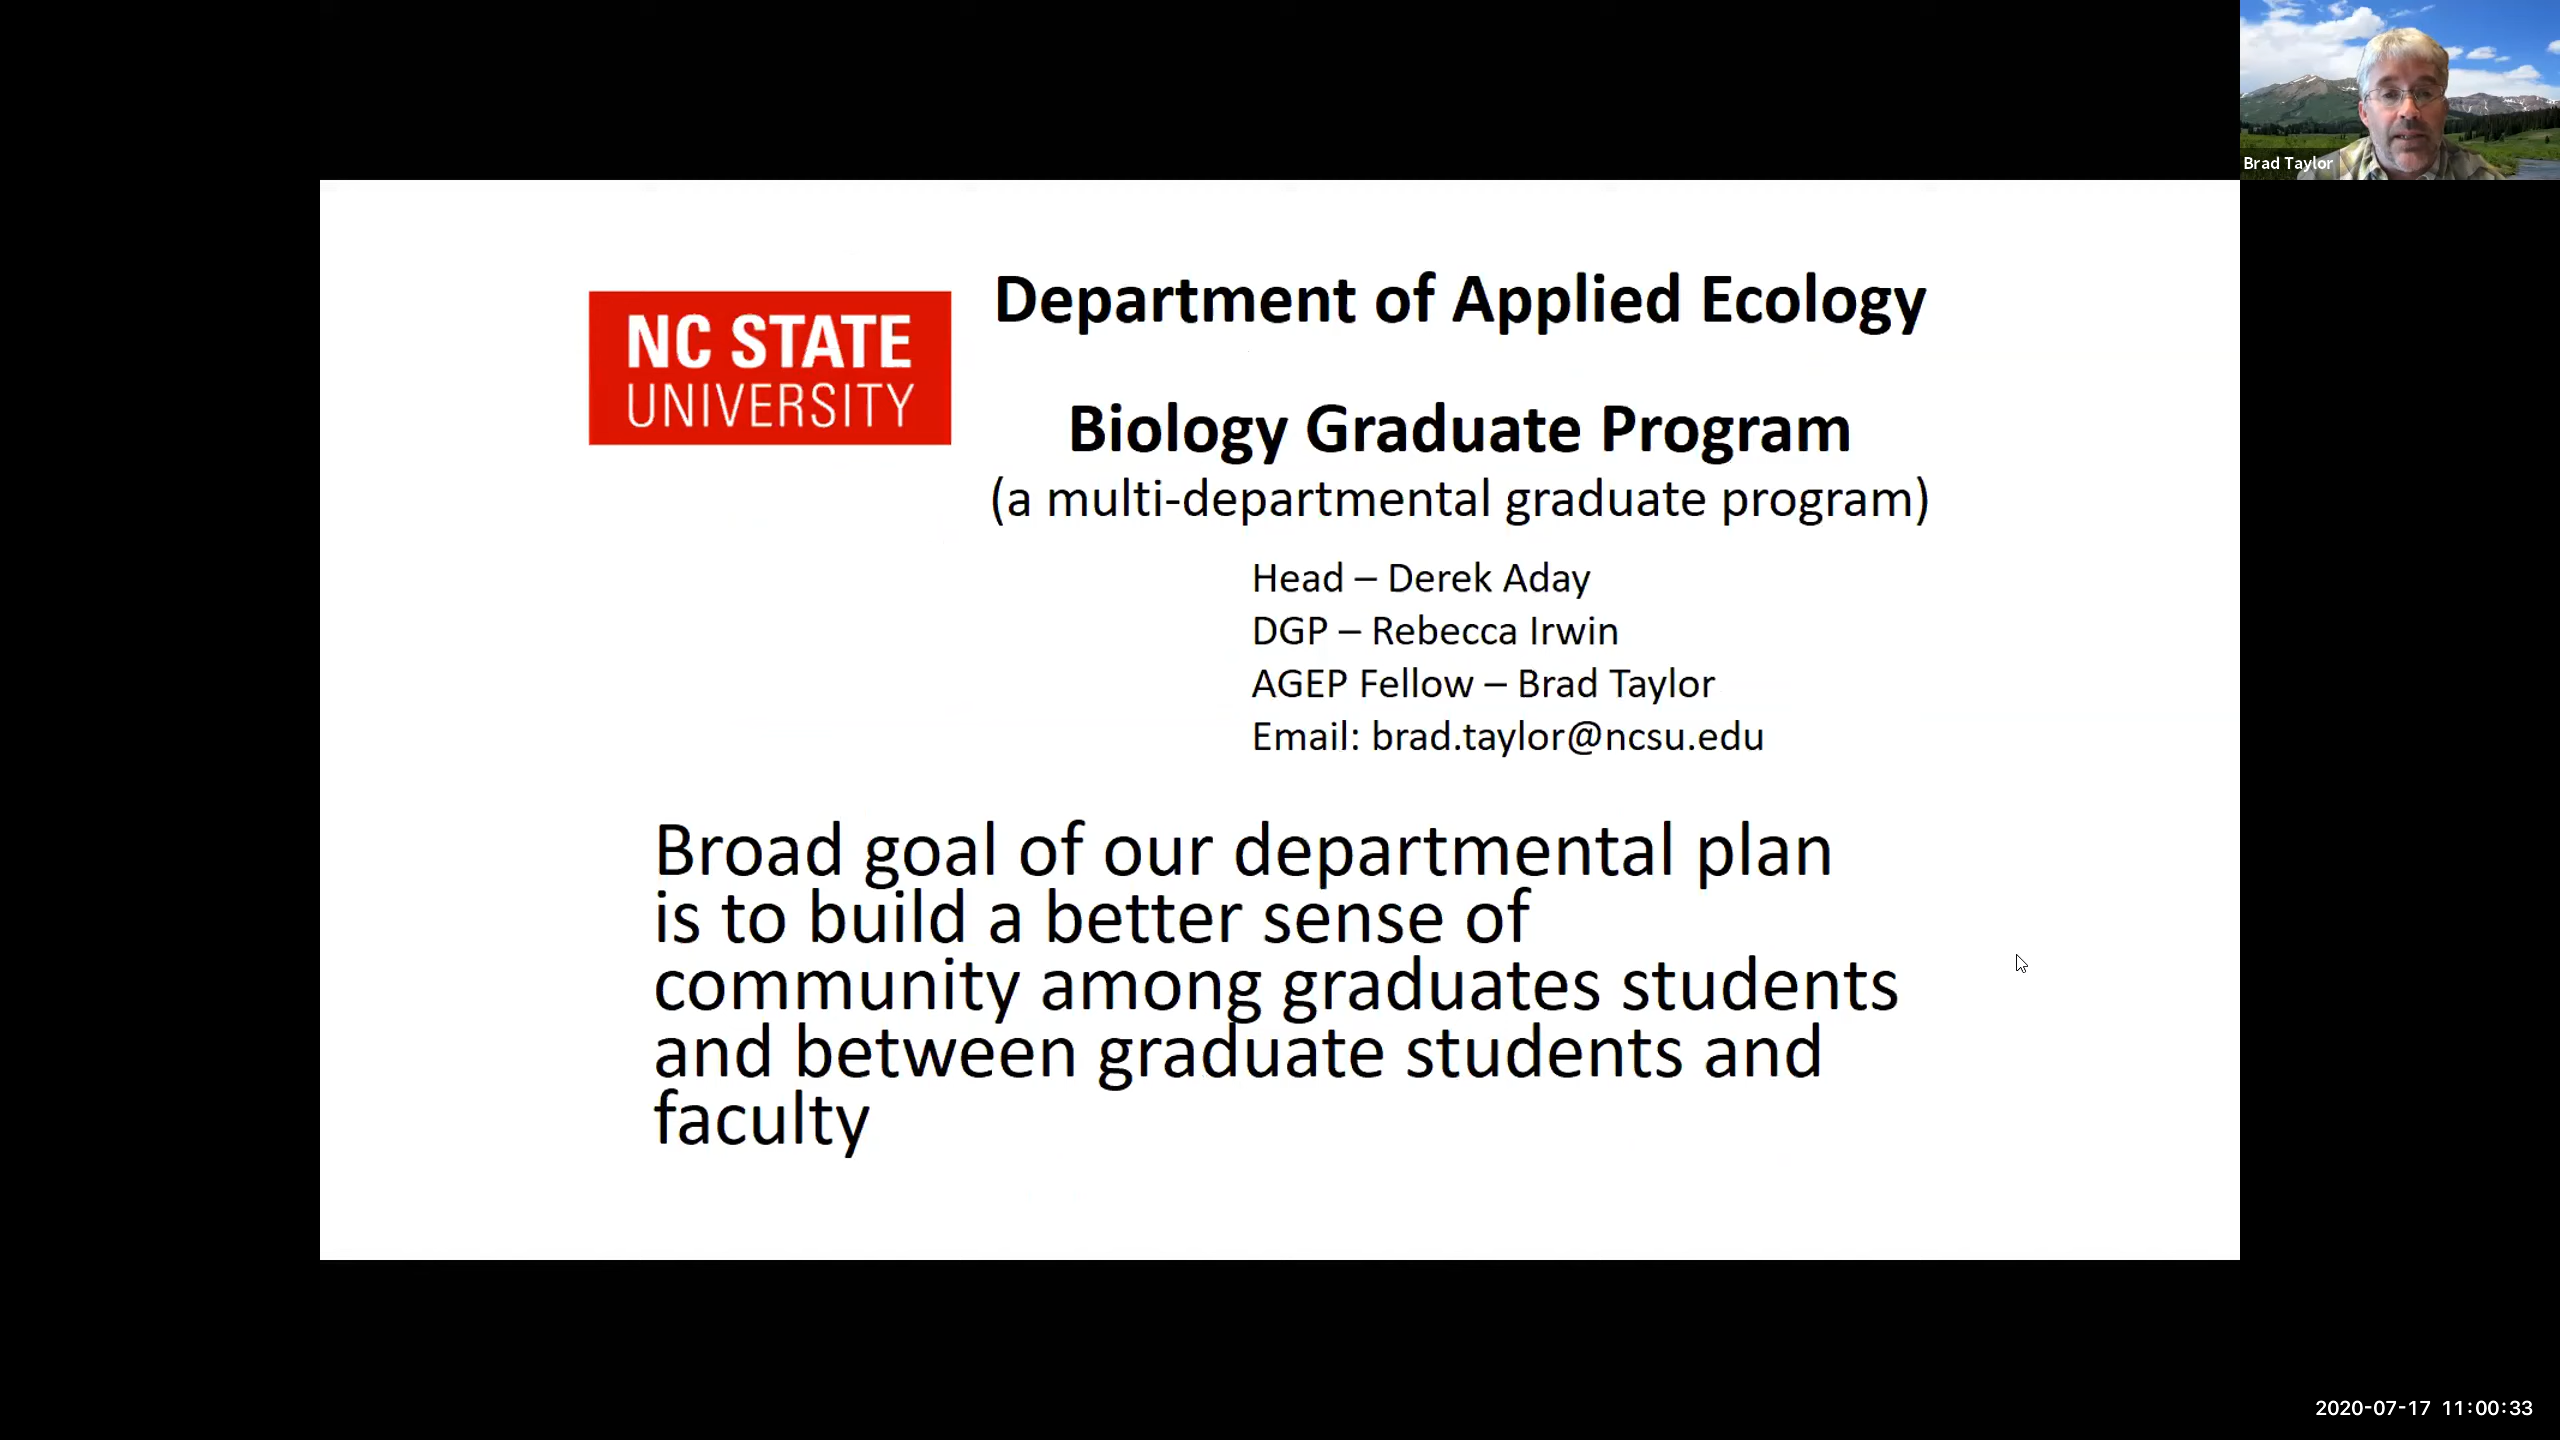 Brad Taylor
NC STATE
UNIVERSITY
Department of Applied Ecology
Biology Graduate Program
(a multi-departmental graduate program)
Head – Derek Aday
DGP – Rebecca Irwin
AGEP Fellow – Brad Taylor
Email: brad.taylor@ncsu.edu
Broad goal of our departmental plan
is to build a better sense of
community among graduates students
and between graduate students and
faculty
2020-07-17 11:00:33